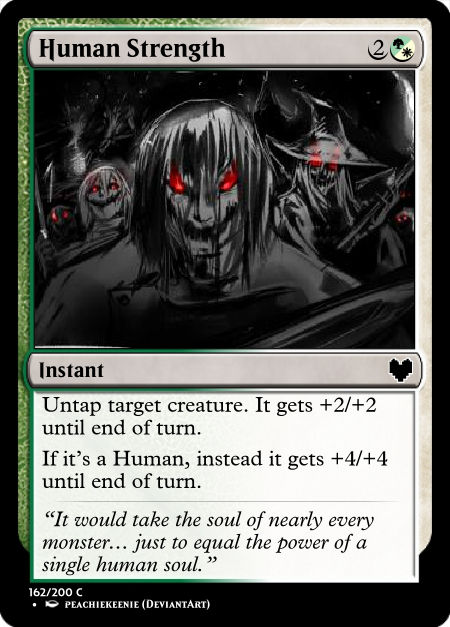 Human Strength 2
Instant
Untap target creature. It gets +2/+2
until end of turn.
If it's a Human, instead it gets +4/+4
until end of turn.
“It would take the soul of nearly every
monster… just to equal the power of a
single human soul.”
162/200 C
• PEACHIEKEENIE (DEVIANTART)